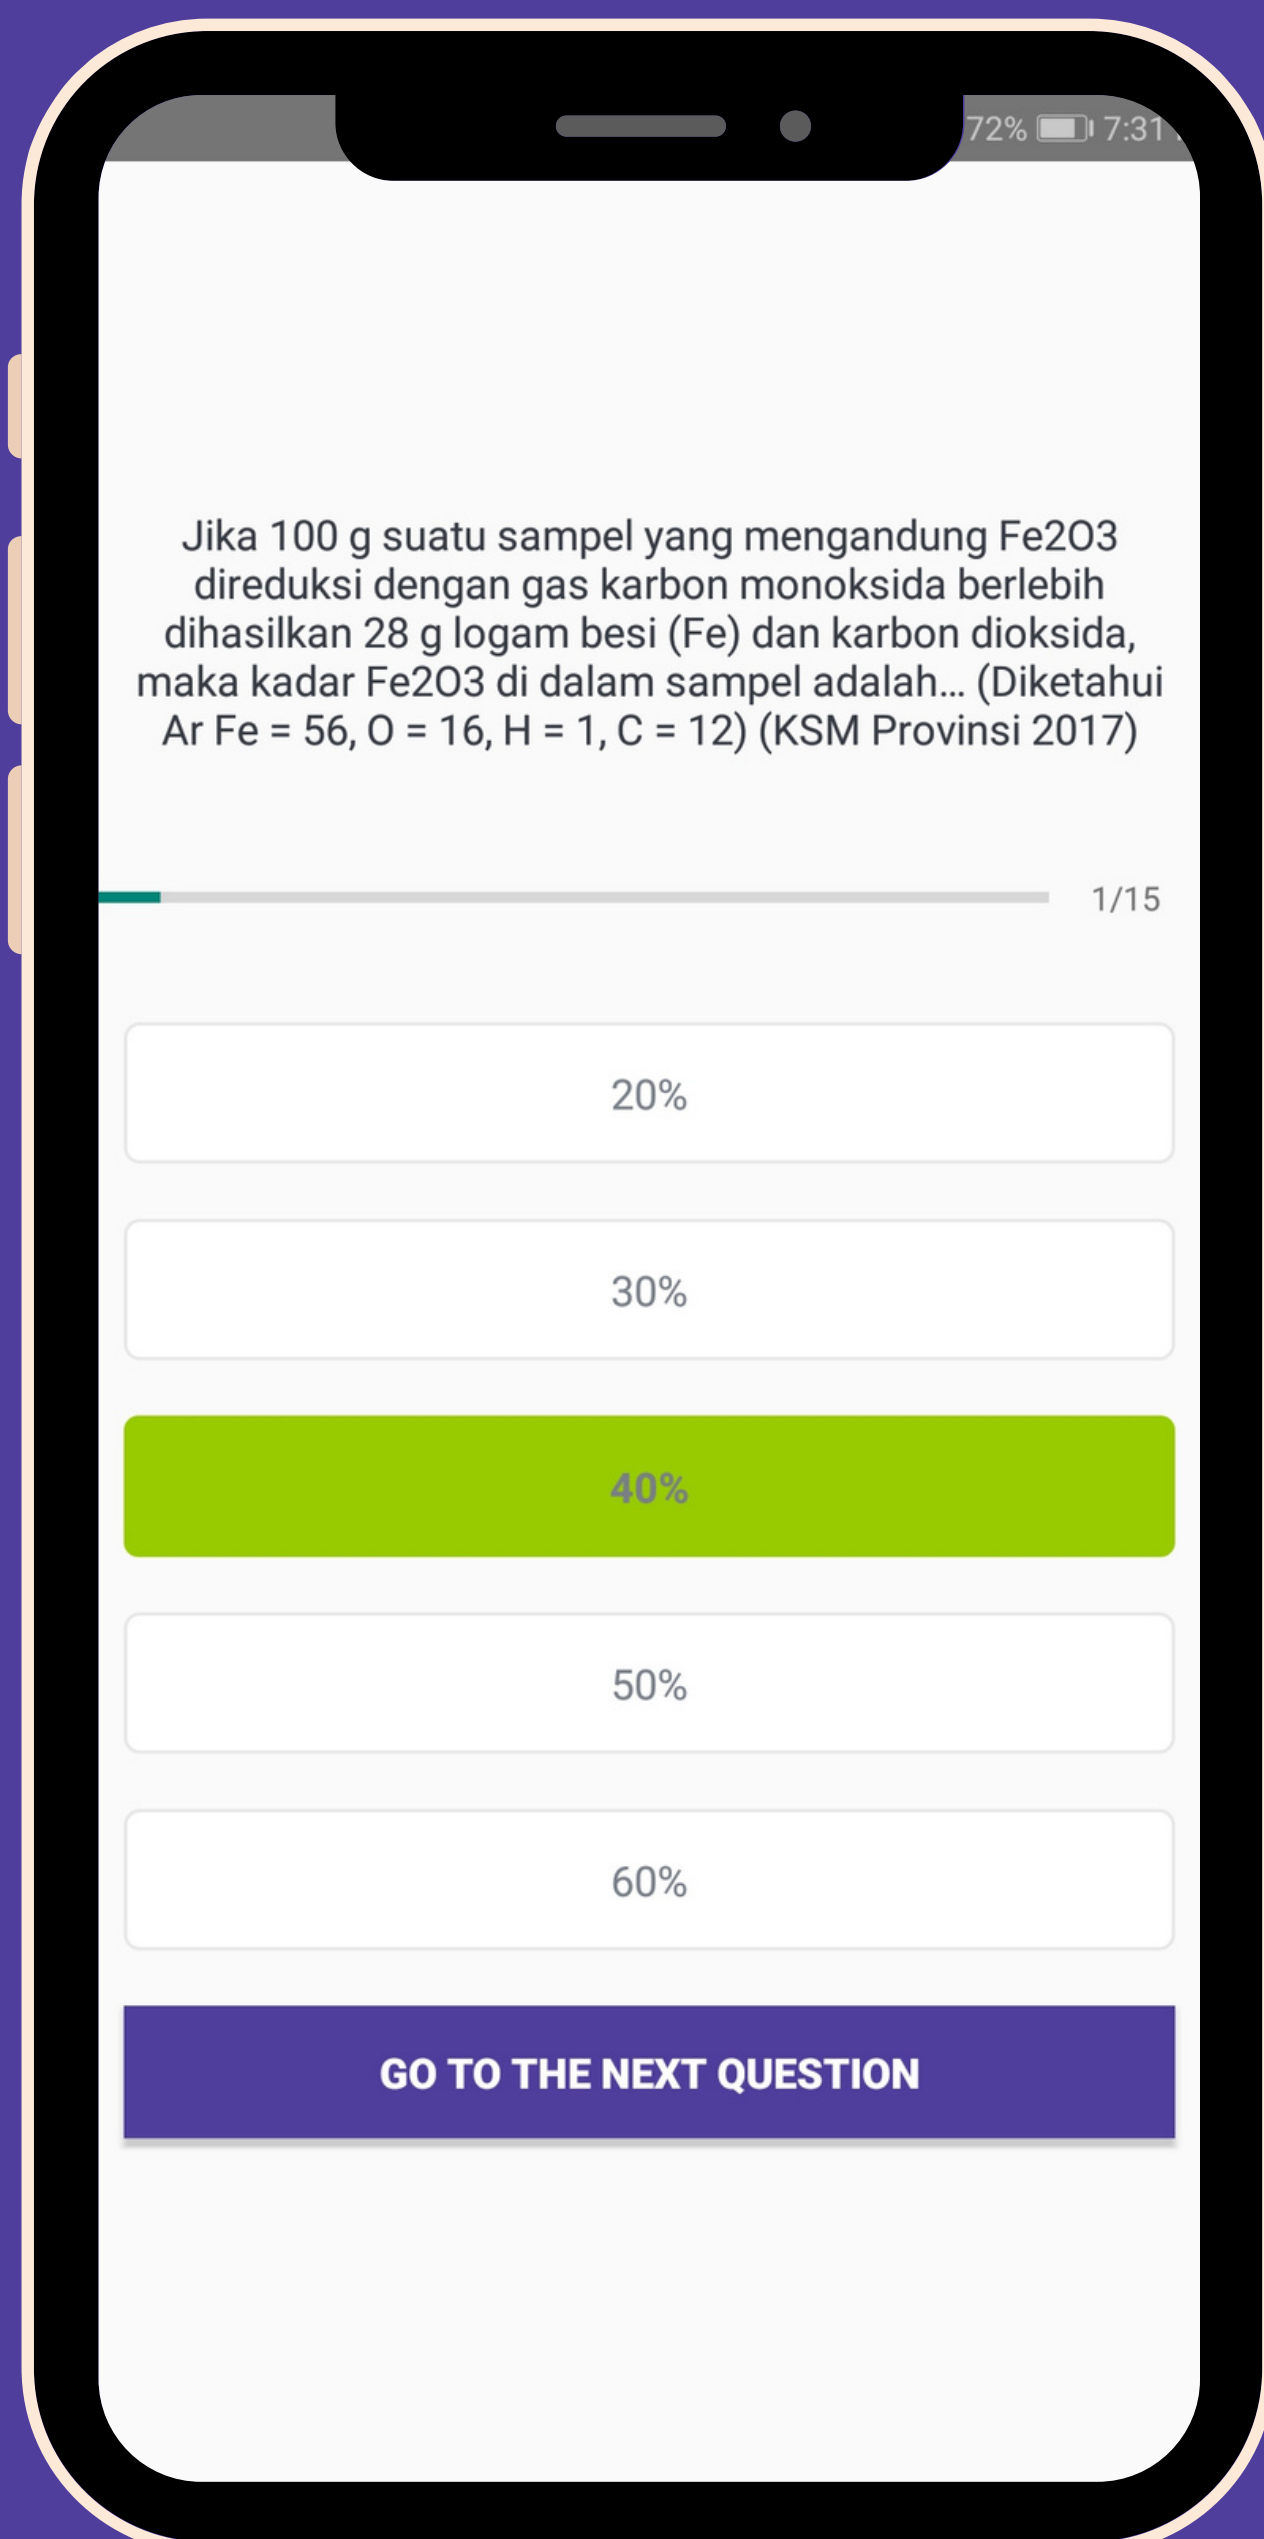 72% 7:31
Jika 100 g suatu sampel yang mengandung Fe2O3
direduksi dengan gas karbon monoksida berlebih
dihasilkan 28 g logam besi (Fe) dan karbon dioksida,
maka kadar Fe2O3 di dalam sampel adalah... (Diketahui
Ar Fe = 56, O = 16, H = 1, C = 12) (KSM Provinsi 2017)
1/15
20%
30%
40%
50%
60%
GO TO THE NEXT QUESTION